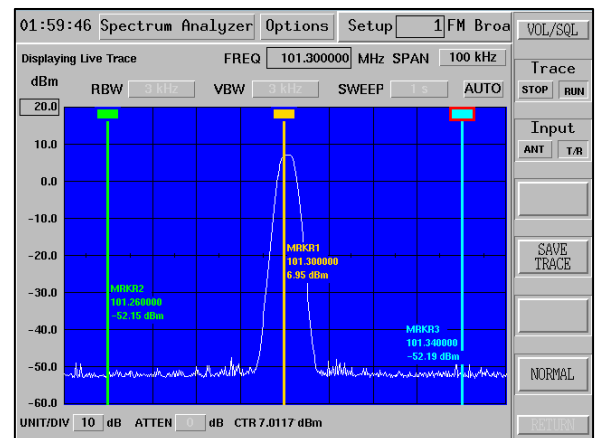 01:59:46 Spectrum Analyzer Options Setup 1 FM Broa VOL/SQL
Displaying Live Trace FREQ 101.300000 MHz SPAN 100 kHz
Trace
STOP RUN
dBm RBW 3 kHz VBW 3 kHz SWEEP 1 s AUTO
20.0
Input
ANT T/R
10.0
0.0
-10.0
SAVE
TRACE
-20.0
MRKR1
101.300000
6.95 dBm
MRKR2
101.260000
-52.15 dBm
-30.0
MRKR3
101.340000
-52.19 dBm
-40.0
-50.0
NORMAL
-60.0
UNIT/DIV 10 dB ATTEN 0 dB CTR 7.0117 dBm
RETURN